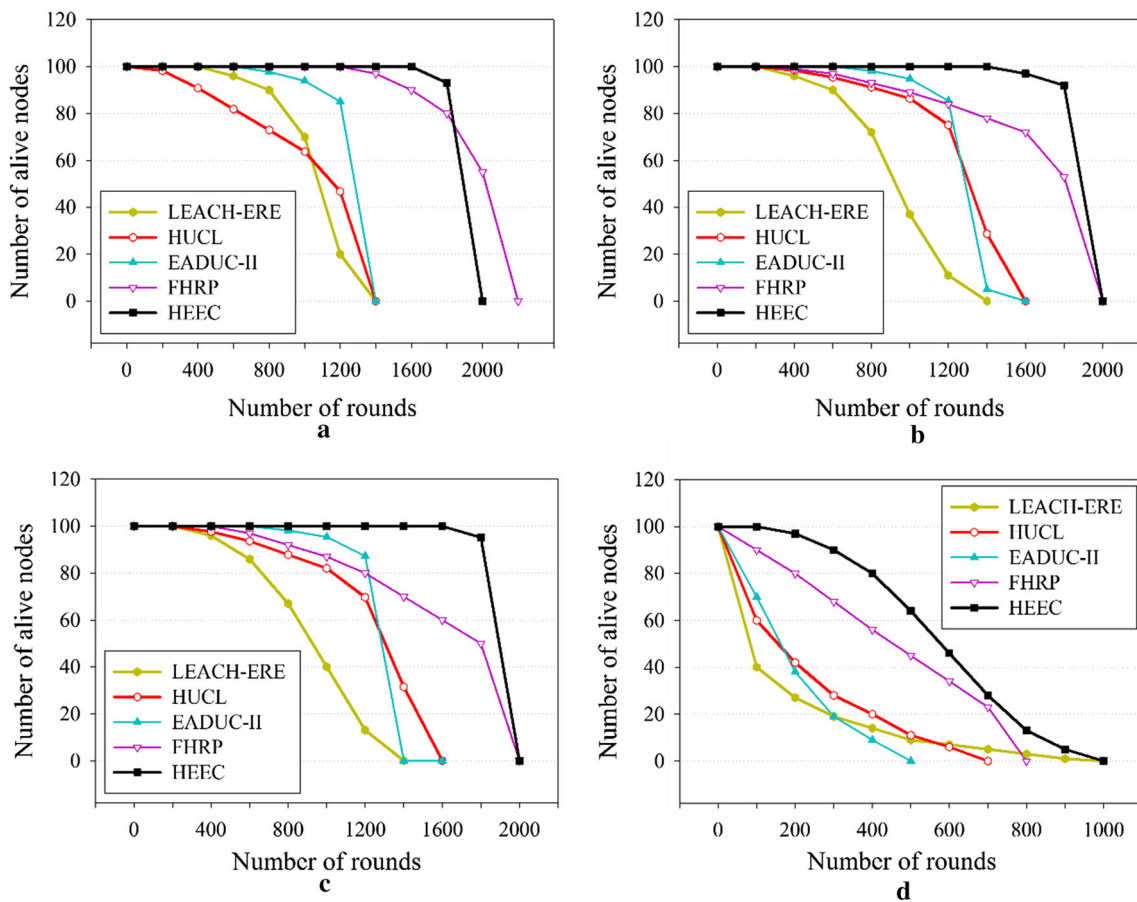 120
100
80
60
40
20
0
Number of alive nodes
LEACH-ERE
HUCL
EADUC-II
FHRP
HEEC
0 400 800 1200 1600 2000
Number of rounds
a
120
100
80
60
40
20
0
Number of alive nodes
LEACH-ERE
HUCL
EADUC-II
FHRP
HEEC
0 400 800 1200 1600 2000
Number of rounds
b
120
100
80
60
40
20
0
Number of alive nodes
LEACH-ERE
HUCL
EADUC-II
FHRP
HEEC
0 400 800 1200 1600 2000
Number of rounds
c
120
100
80
60
40
20
0
Number of alive nodes
LEACH-ERE
HUCL
EADUC-II
FHRP
HEEC
0 200 400 600 800 1000
Number of rounds
d